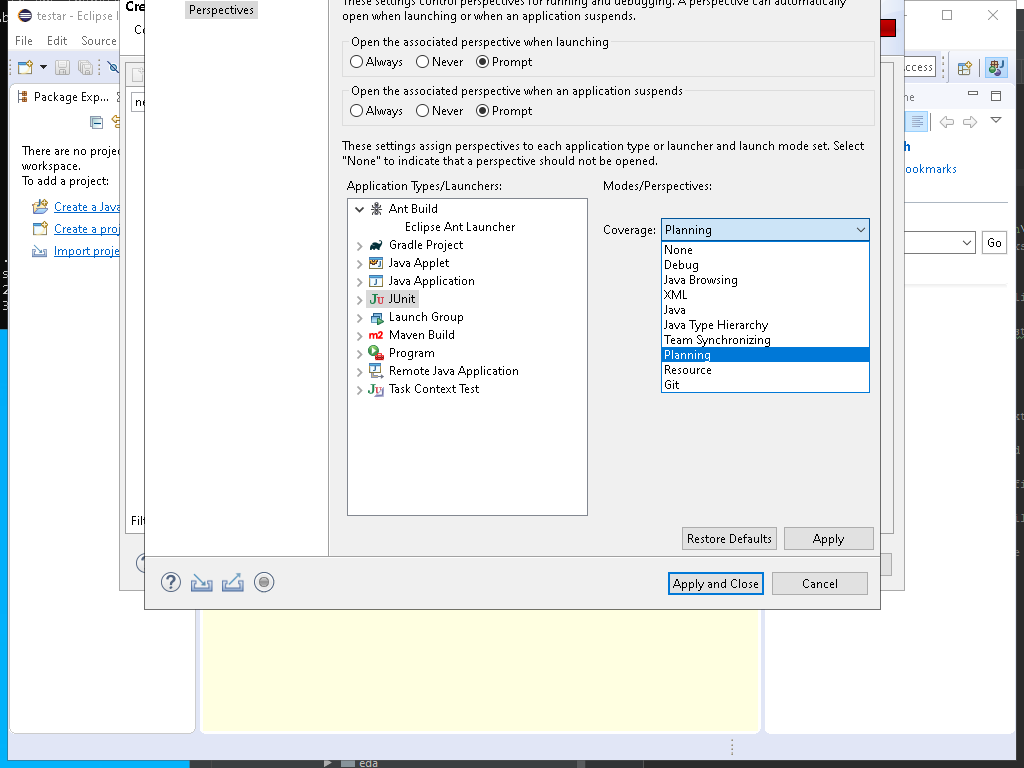 testar - Eclipse
Cre
File Edit Source
Perspectives
These settings control perspectives for running and debugging. A perspective can automatically
open when launching or when an application suspends.
Open the associated perspective when launching
Always Never Prompt
Open the associated perspective when an application suspends
Always Never Prompt
These settings assign perspectives to each application type or launcher and launch mode set. Select
"None" to indicate that a perspective should not be opened.
Application Types/Launchers:
Modes/Perspectives:
Ant Build
Eclipse Ant Launcher
Gradle Project
Java Applet
Java Application
JUnit
Launch Group
Maven Build
Program
Remote Java Application
Task Context Test
Coverage: Planning
None
Debug
Java Browsing
XML
Java
Java Type Hierarchy
Team Synchronizing
Planning
Resource
Git
Restore Defaults Apply
Apply and Close Cancel
Package Exp...
There are no proje
workspace.
To add a project:
Create a Java
Create a proj
Import proje
ne
Filt
ccess
ne
h
ookmarks
Go
eda